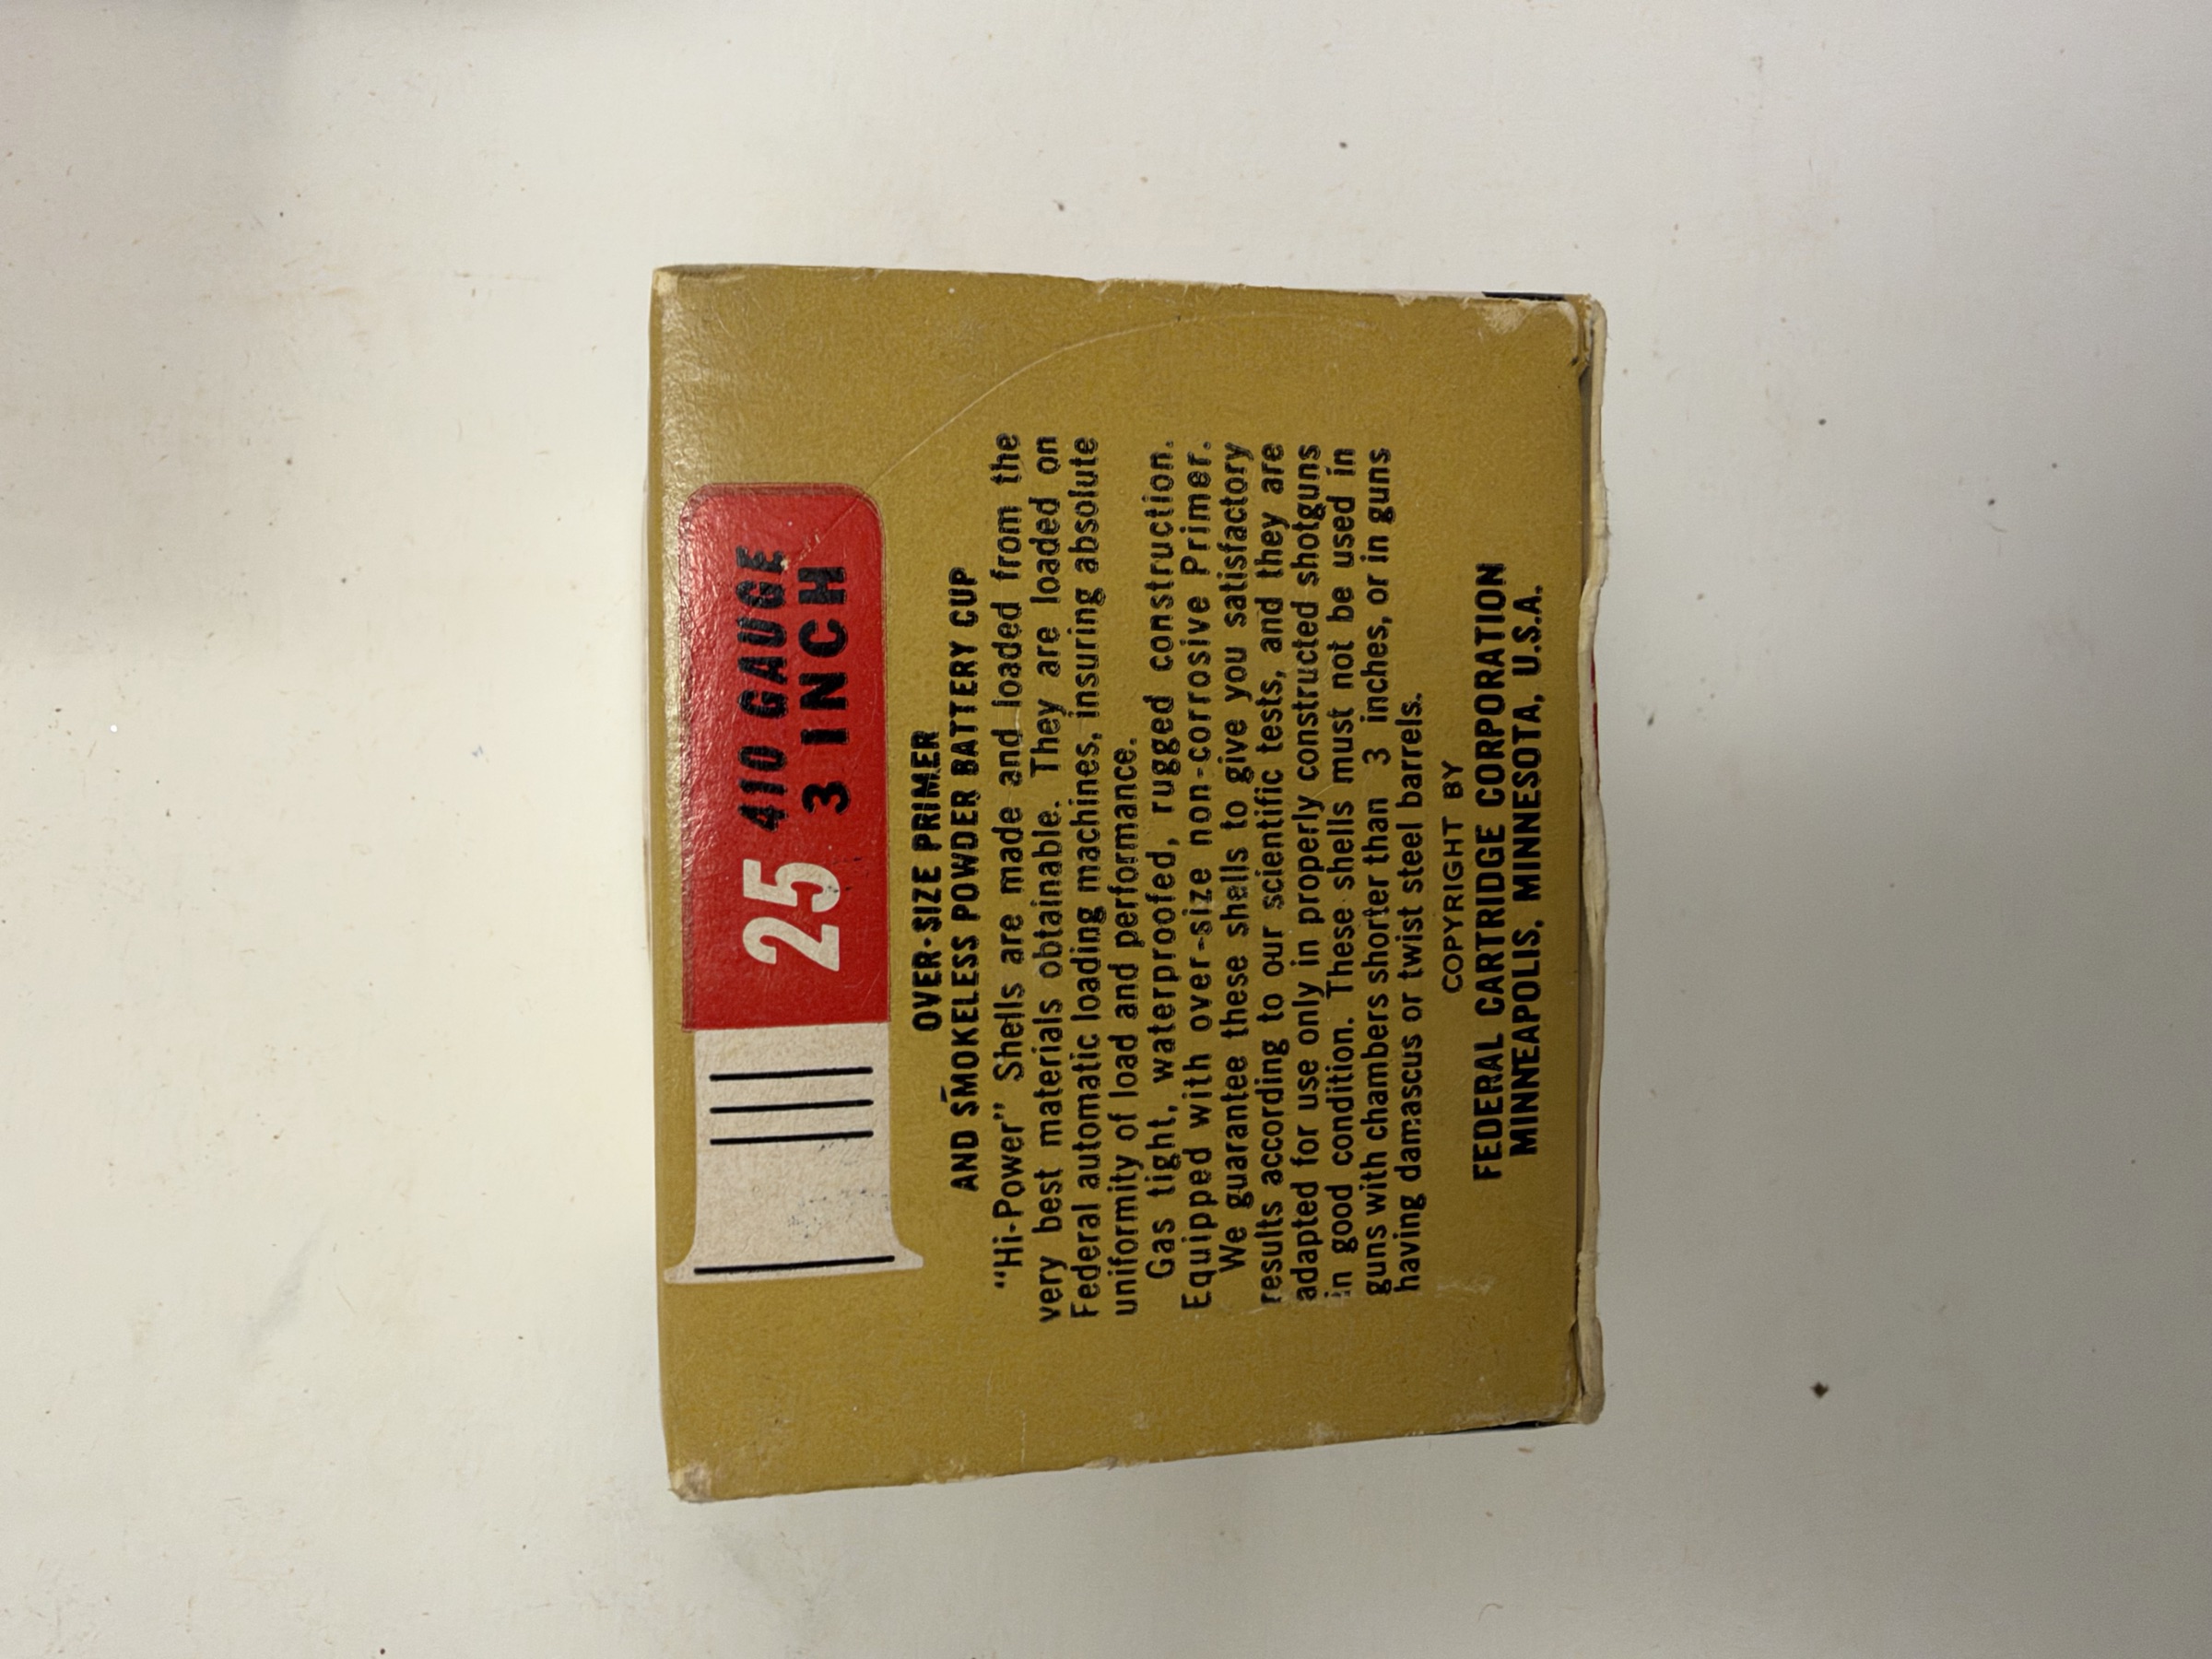 25 410 GAUGE
3 INCH
OVER-SIZE PRIMER
AND SMOKELESS POWDER BATTERY CUP
"Hi-Power" Shells are made and loaded from the
very best materials obtainable. They are loaded on
Federal automatic loading machines, insuring absolute
uniformity of load and performance.
Gas tight, waterproofed, rugged construction.
Equipped with over-size non-corrosive Primer.
We guarantee these shells to give you satisfactory
results according to our scientific tests, and they are
adapted for use only in properly constructed shotguns
in good condition. These shells must not be used in
guns with chambers shorter than 3 inches, or in guns
having damascus or twist steel barrels.
COPYRIGHT BY
FEDERAL CARTRIDGE CORPORATION
MINNEAPOLIS, MINNESOTA, U.S.A.